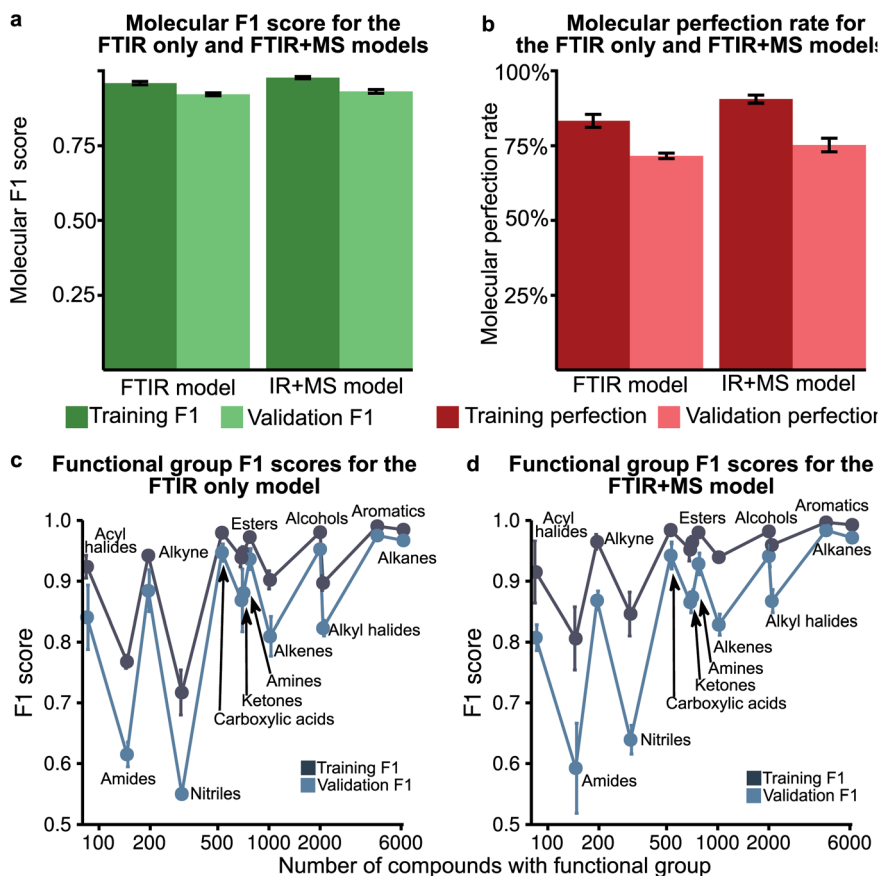 a
Molecular F1 score for the
FTIR only and FTIR+MS models
Molecular F1 score
0.75
0.50
0.25
FTIR model
IR+MS model
Training F1
Validation F1
b
Molecular perfection rate for
the FTIR only and FTIR+MS models
Molecular perfection rate
100%
75%
50%
25%
FTIR model
IR+MS model
Training perfection
Validation perfection
c
Functional group F1 scores for the
FTIR only model
F1 score
1.0
0.9
0.8
0.7
0.6
0.5
Acyl
halides
Alkyne
Esters
Alcohols
Aromatics
Alkanes
Alkyl halides
Alkenes
Amines
Ketones
Carboxylic acids
Amides
Nitriles
Training F1
Validation F1
100 200 500 1000 2000 6000
d
Functional group F1 scores for the
FTIR+MS model
F1 score
1.0
0.9
0.8
0.7
0.6
0.5
Acyl
halides
Alkyne
Esters
Alcohols
Aromatics
Alkanes
Alkyl halides
Alkenes
Amines
Ketones
Carboxylic acids
Nitriles
Amides
Training F1
Validation F1
100 200 500 1000 2000 6000
Number of compounds with functional group